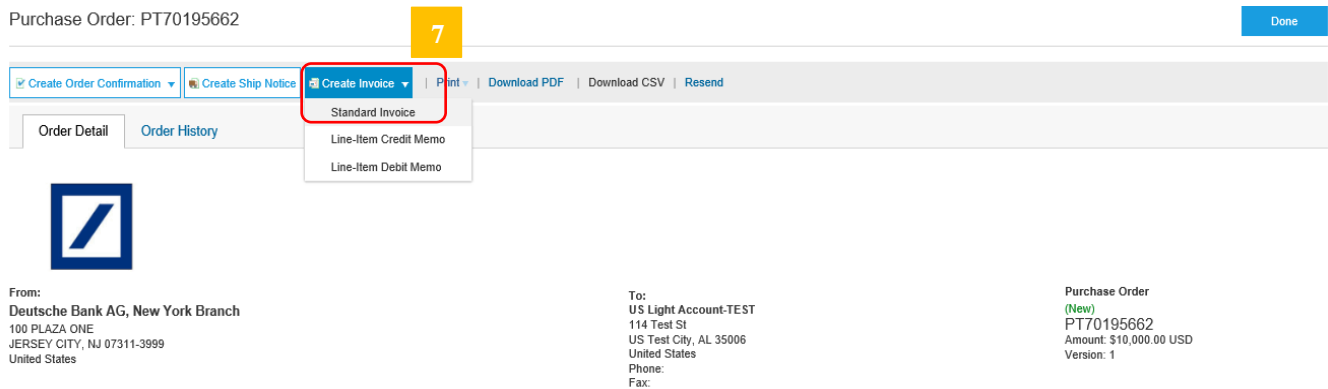 Purchase Order: PT70195662
Done
7
Create Order Confirmation
Create Ship Notice
Create Invoice
| Print | Download PDF | Download CSV | Resend
Standard Invoice
Line-Item Credit Memo
Line-Item Debit Memo
Order Detail
Order History
From:
Deutsche Bank AG, New York Branch
100 PLAZA ONE
JERSEY CITY, NJ 07311-3999
United States
To:
US Light Account-TEST
114 Test St
US Test City, AL 35006
United States
Phone:
Fax:
Purchase Order
(New)
PT70195662
Amount: $10,000.00 USD
Version: 1